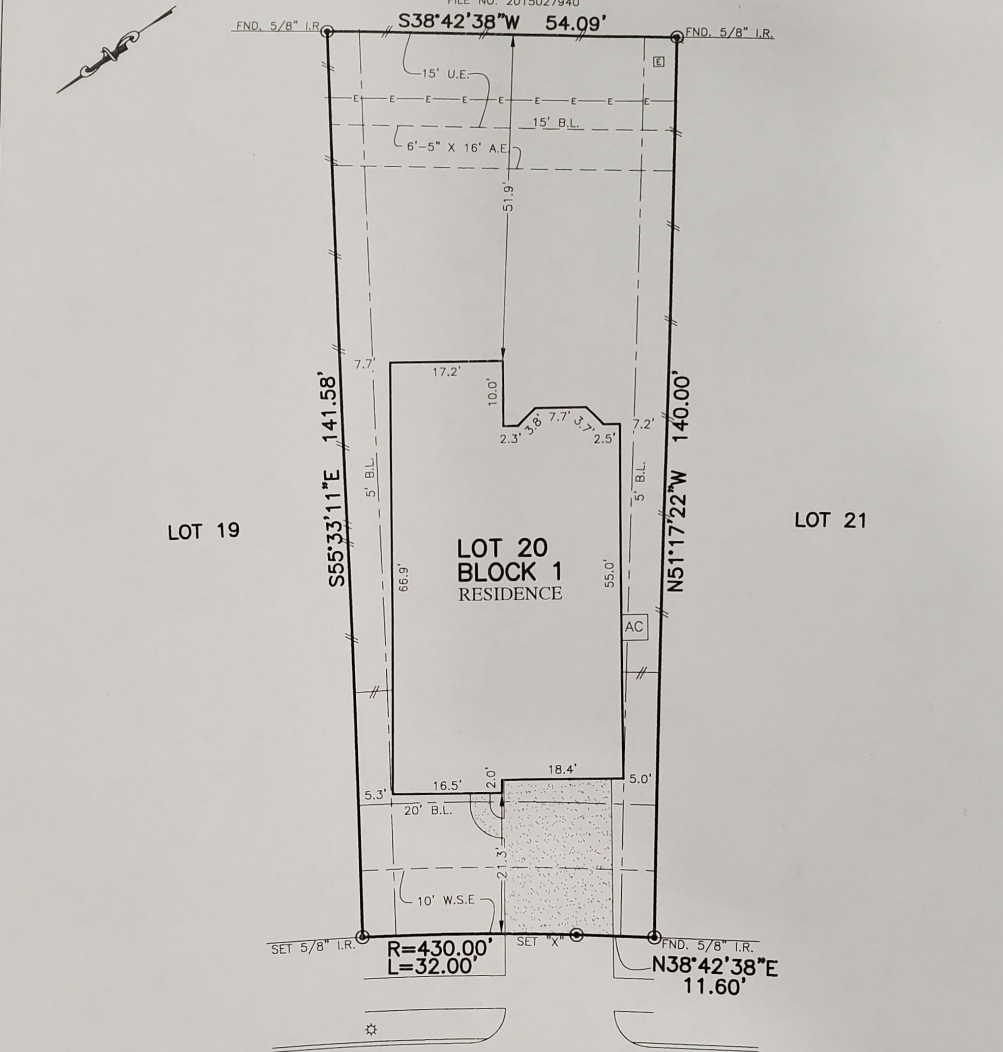 FILE NO. 2015027940
S38°42'38"W 54.09'
FND. 5/8" I.R.
FND. 5/8" I.R.
E
15' U.E.
E E E E E E E E E
15' B.L.
6'-5" X 16' A.E.
51.9'
7.7'
17.2'
10.0'
2.3'
3.8'
7.7'
3.7'
2.5'
7.2'
S55°33'11"E 141.58'
N51°17'22"W 140.00'
5' B.L.
5' B.L.
LOT 19
LOT 21
LOT 20
BLOCK 1
RESIDENCE
66.9'
55.0'
AC
18.4'
2.0'
16.5'
5.0'
5.3'
20' B.L.
21.3'
10' W.S.E
SET 5/8" I.R.
SET "X"
FND. 5/8" I.R.
R=430.00'
L=32.00'
N38°42'38"E
11.60'